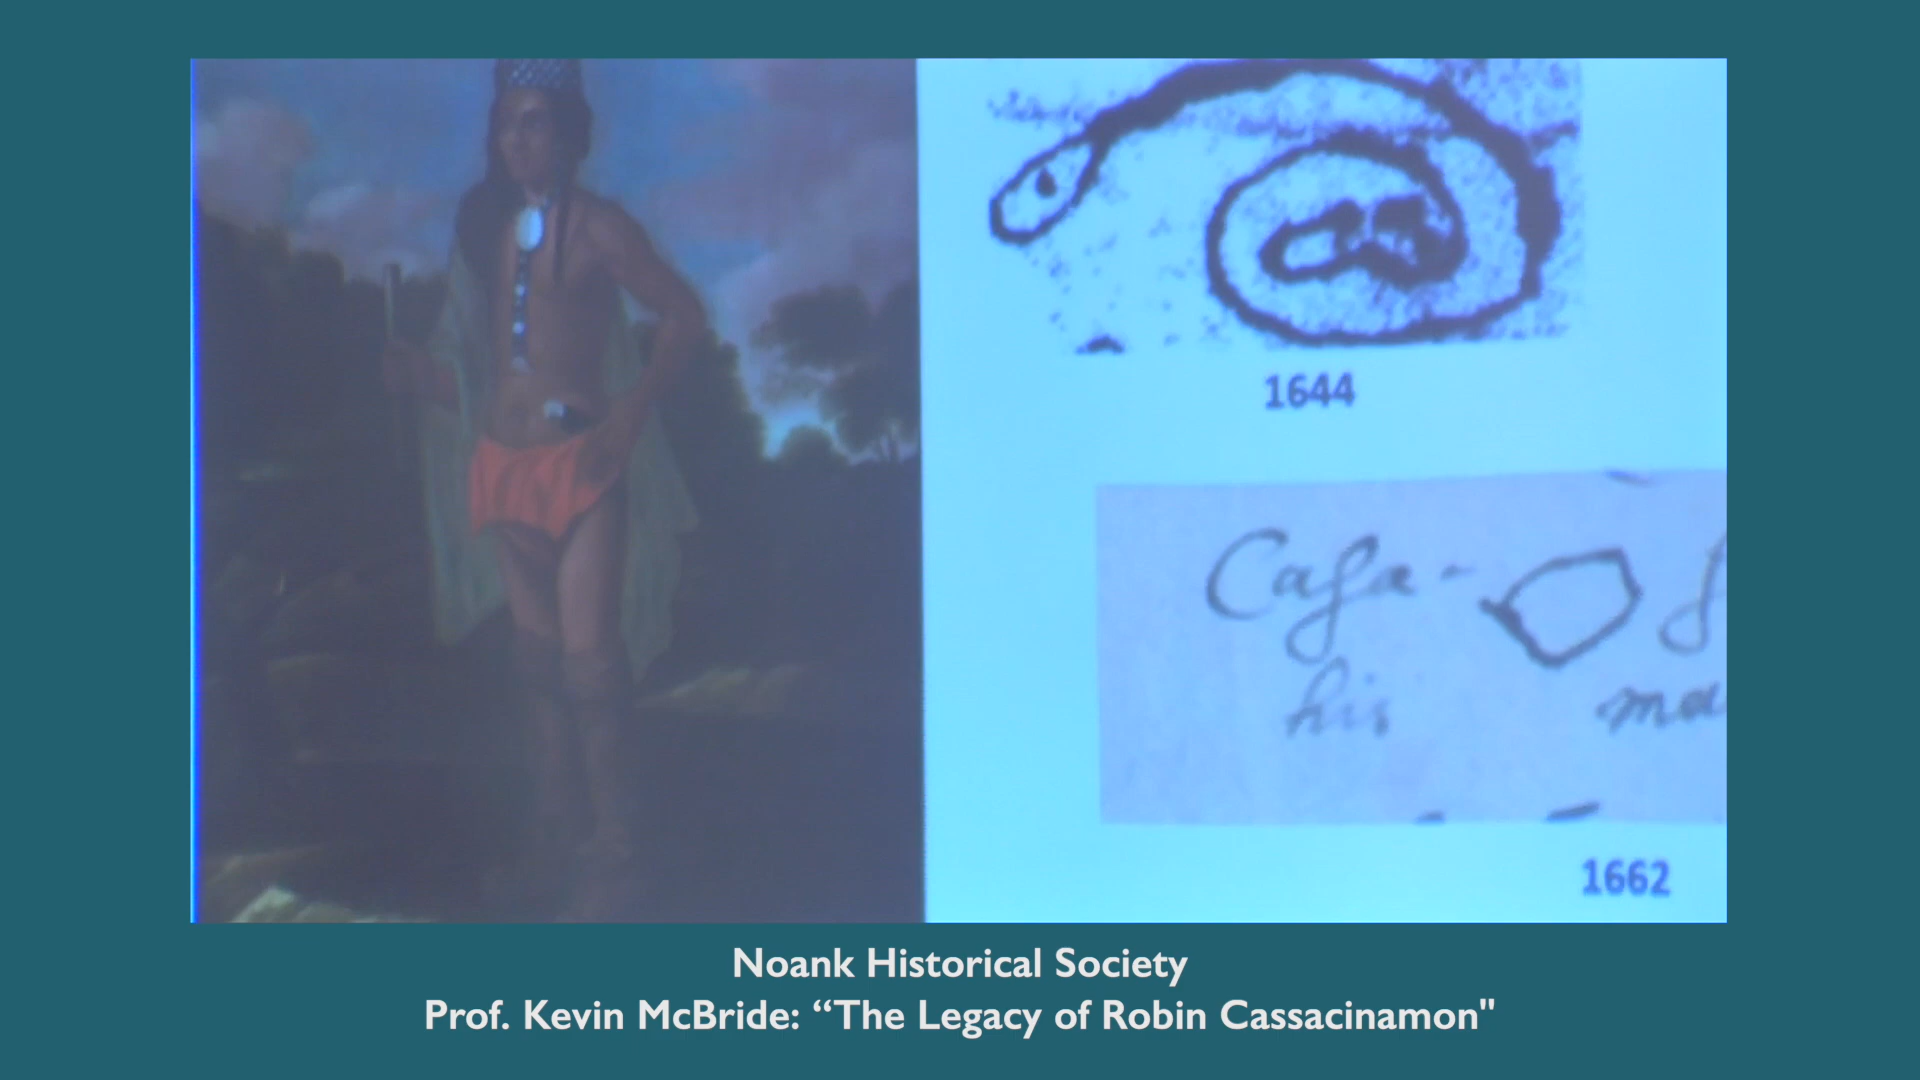 1644
Casa-
his
1662
Noank Historical Society
Prof. Kevin McBride: “The Legacy of Robin Cassacinamon"